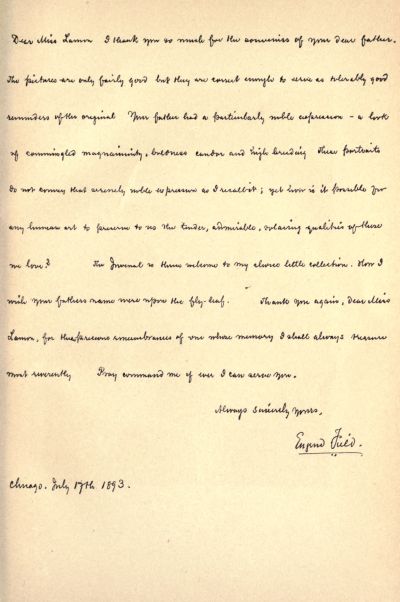 Dear Miss Lamon I thank you so much for the souvenirs of your dear father.
The pictures are only fairly good but they are correct enough to serve as tolerably good
reminders of the original Your father had a particularly noble expression - a look
of commingled magnanimity, boldness candor and high breeding These portraits
do not convey that serenely noble expression as I recall it; yet how is it possible for
any human art to preserve to us the tender, admirable, solacing qualities of those
we love? The Journal is thrice welcome to my choice little collection. How I
wish your father's name were upon the fly-leaf. Thank you again, dear Miss
Lamon, for the precious remembrances of one whose memory I shall always treasure
most reverently Pray command me if ever I can serve you.
Always sincerely yours,
Eugene Field.
Chicago. July 17th 1893.